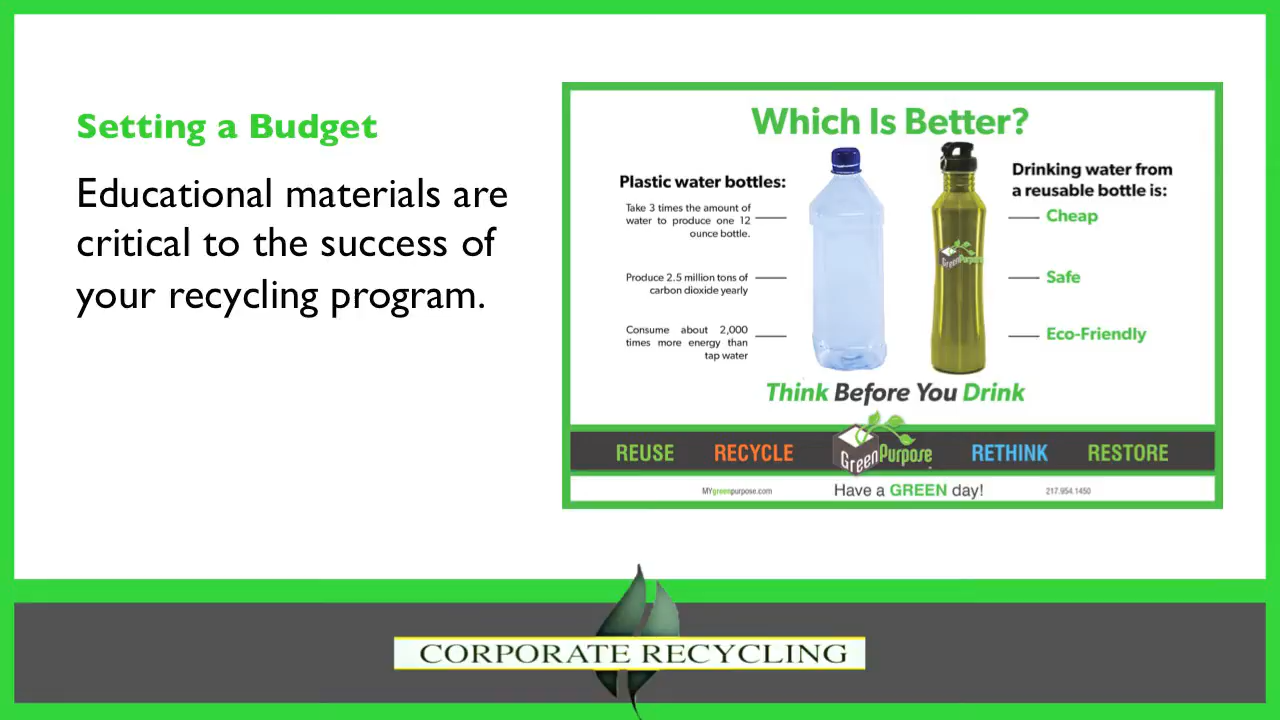 Setting a Budget
Educational materials are
critical to the success of
your recycling program.
Which Is Better?
Plastic water bottles:
Take 3 times the amount of
water to produce one 12
ounce bottle.
Produce 2.5 million tons of
carbon dioxide yearly
Consume about 2,000
times more energy than
tap water
Drinking water from
a reusable bottle is:
Cheap
Safe
Eco-Friendly
GreenPurpose
Think Before You Drink
REUSE RECYCLE GreenPurpose RETHINK RESTORE
MYgreenpurpose.com Have a GREEN day! 217.954.1450
CORPORATE RECYCLING